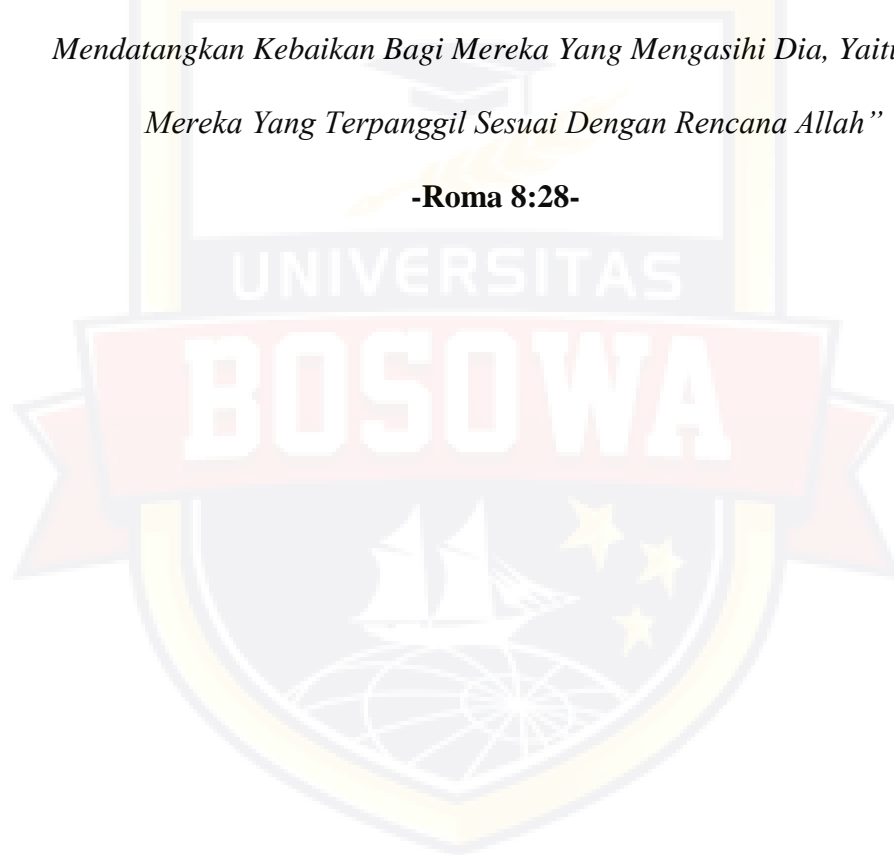 Mendatangkan Kebaikan Bagi Mereka Yang Mengasihi Dia,
Mereka Yang Terpanggil Sesuai Dengan Rencana Allah”
-Roma 8:28-
UNIVERSITAS
BOSOWA